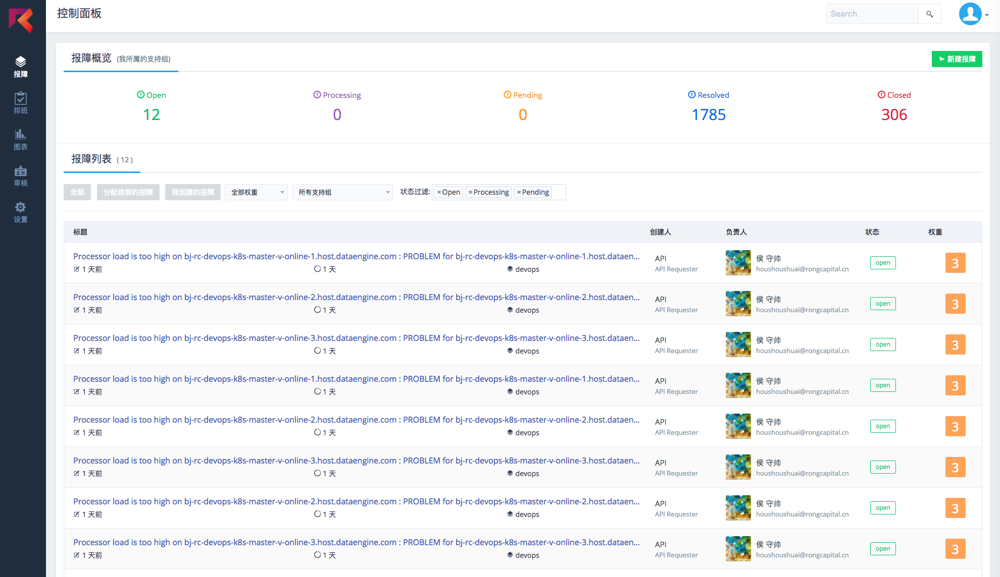 控制面板
Search
报障
排班
图表
审核
设置
报障概览 (我所属的支持组)
新建报障
Open
12
Processing
0
Pending
0
Resolved
1785
Closed
306
报障列表 ( 12 )
全部 分配给我的报障 我创建的报障 全部权重 所有支持组 状态过滤: ×Open ×Processing ×Pending
标题 创建人 负责人 状态 权重
Processor load is too high on bj-rc-devops-k8s-master-v-online-1.host.dataengine.com : PROBLEM for bj-rc-devops-k8s-master-v-online-1.host.dataen...
1 天前 1 天 devops
API
API Requester
侯 守帅
houshoushuai@rongcapital.cn
open
3
Processor load is too high on bj-rc-devops-k8s-master-v-online-2.host.dataengine.com : PROBLEM for bj-rc-devops-k8s-master-v-online-2.host.dataen...
1 天前 1 天 devops
API
API Requester
侯 守帅
houshoushuai@rongcapital.cn
open
3
Processor load is too high on bj-rc-devops-k8s-master-v-online-3.host.dataengine.com : PROBLEM for bj-rc-devops-k8s-master-v-online-3.host.dataen...
1 天前 1 天 devops
API
API Requester
侯 守帅
houshoushuai@rongcapital.cn
open
3
Processor load is too high on bj-rc-devops-k8s-master-v-online-1.host.dataengine.com : PROBLEM for bj-rc-devops-k8s-master-v-online-1.host.dataen...
1 天前 1 天 devops
API
API Requester
侯 守帅
houshoushuai@rongcapital.cn
open
3
Processor load is too high on bj-rc-devops-k8s-master-v-online-2.host.dataengine.com : PROBLEM for bj-rc-devops-k8s-master-v-online-2.host.dataen...
1 天前 1 天 devops
API
API Requester
侯 守帅
houshoushuai@rongcapital.cn
open
3
Processor load is too high on bj-rc-devops-k8s-master-v-online-3.host.dataengine.com : PROBLEM for bj-rc-devops-k8s-master-v-online-3.host.dataen...
1 天前 1 天 devops
API
API Requester
侯 守帅
houshoushuai@rongcapital.cn
open
3
Processor load is too high on bj-rc-devops-k8s-master-v-online-2.host.dataengine.com : PROBLEM for bj-rc-devops-k8s-master-v-online-2.host.dataen...
1 天前 1 天 devops
API
API Requester
侯 守帅
houshoushuai@rongcapital.cn
open
3
Processor load is too high on bj-rc-devops-k8s-master-v-online-3.host.dataengine.com : PROBLEM for bj-rc-devops-k8s-master-v-online-3.host.dataen...
1 天前 1 天 devops
API
API Requester
侯 守帅
houshoushuai@rongcapital.cn
open
3